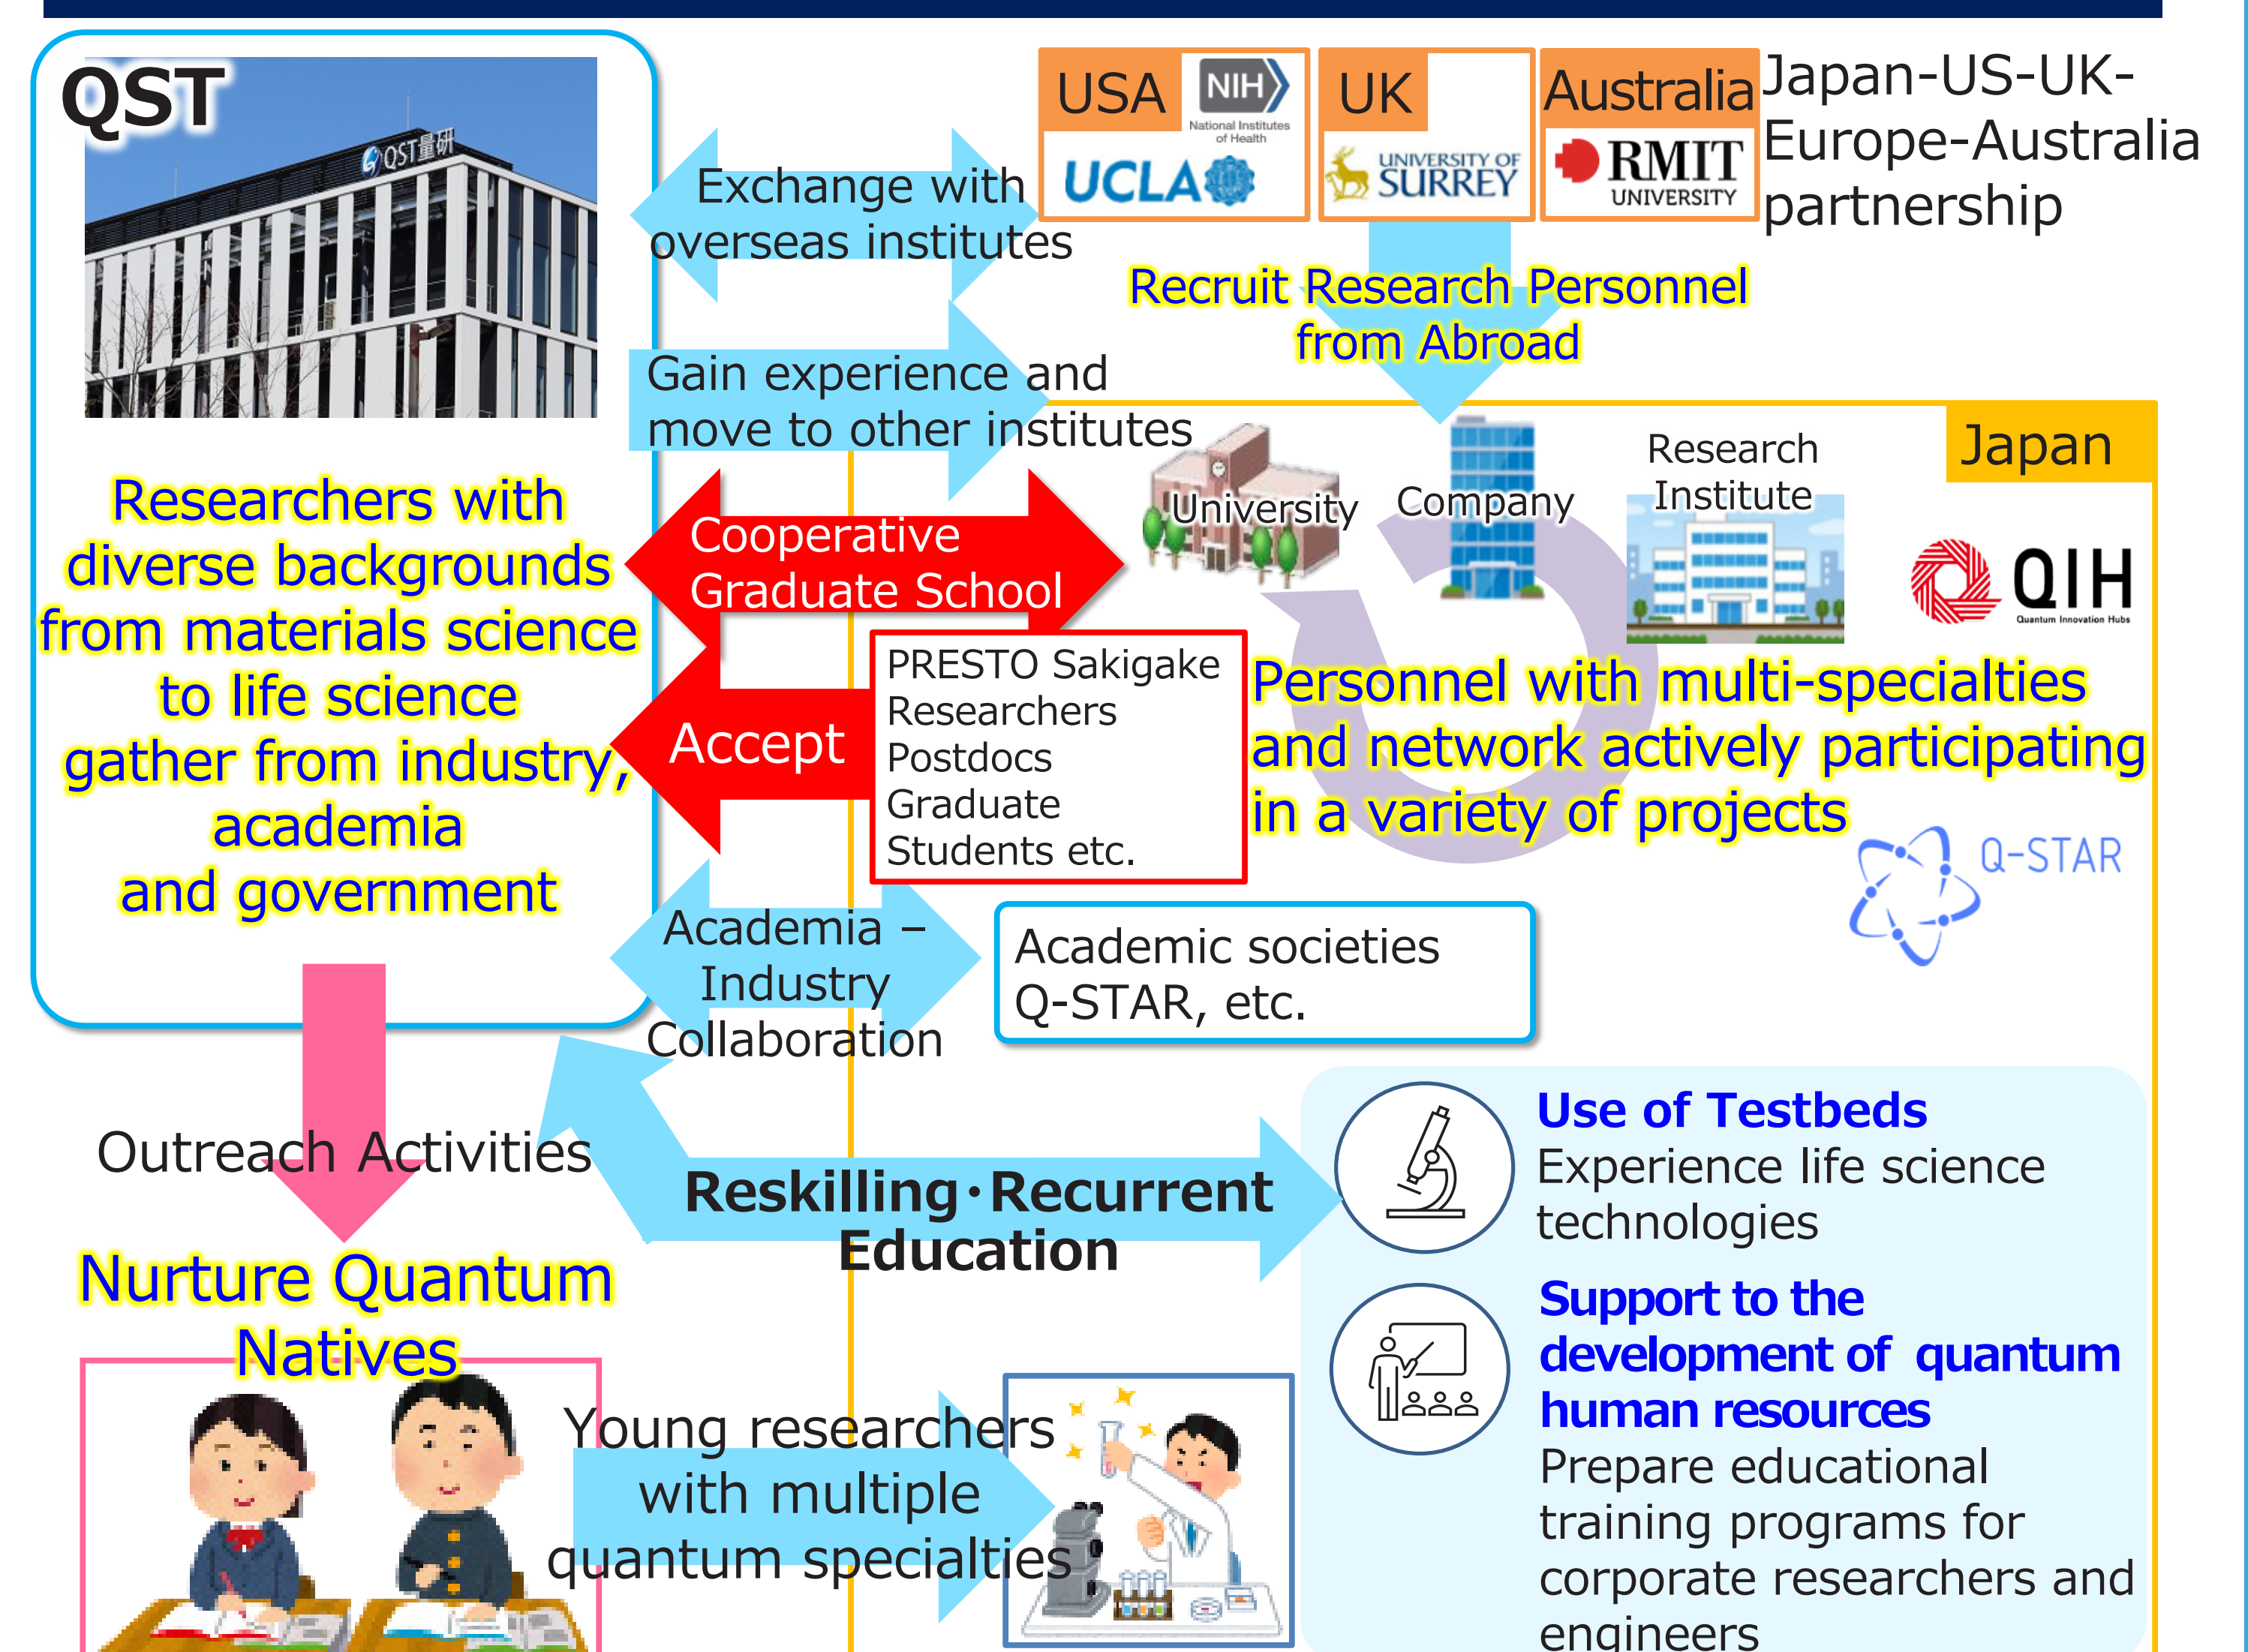 QST
QST量研
Researchers with
diverse backgrounds
from materials science
to life science
gather from industry,
academia
and government
Exchange with
overseas institutes
USA
NIH
National Institutes
of Health
UCLA
UK
UNIVERSITY OF
SURREY
Australia
RMIT
UNIVERSITY
Japan-US-UK-
Europe-Australia
partnership
Recruit Research Personnel
from Abroad
Gain experience and
move to other institutes
Japan
University
Company
Research
Institute
QIH
Quantum Innovation Hubs
Cooperative
Graduate School
Accept
PRESTO Sakigake
Researchers
Postdocs
Graduate
Students etc.
Personnel with multi-specialties
and network actively participating
in a variety of projects
Q-STAR
Academia –
Industry
Collaboration
Academic societies
Q-STAR, etc.
Outreach Activities
Reskilling・Recurrent
Education
Use of Testbeds
Experience life science
technologies
Support to the
development of quantum
human resources
Prepare educational
training programs for
corporate researchers and
engineers
Nurture Quantum
Natives
Young researchers
with multiple
quantum specialties